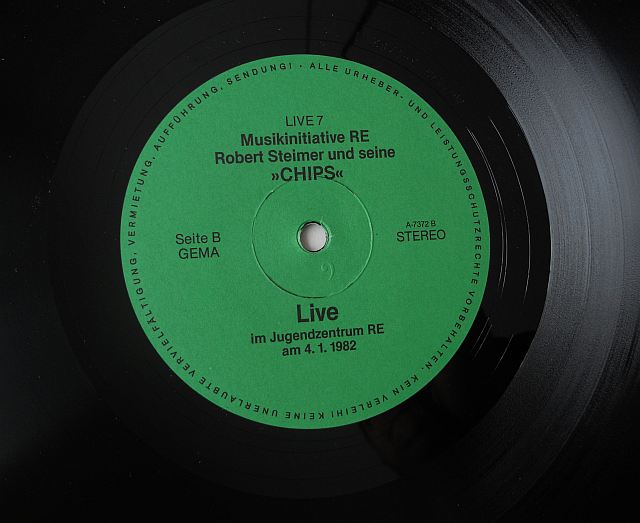 LIVE 7
Musikinitiative RE
Robert Steimer und seine
»CHIPS«
Seite B
GEMA
A-7372 B
STEREO
Live
im Jugendzentrum RE
am 4. 1. 1982
ALLE URHEBER- UND LEISTUNGSSCHUTZRECHTE VORBEHALTEN. · KEIN VERLEIH! KEINE UNERLAUBTE VERVIELFÄLTIGUNG, VERMIETUNG, AUFFÜHRUNG, SENDUNG! ·